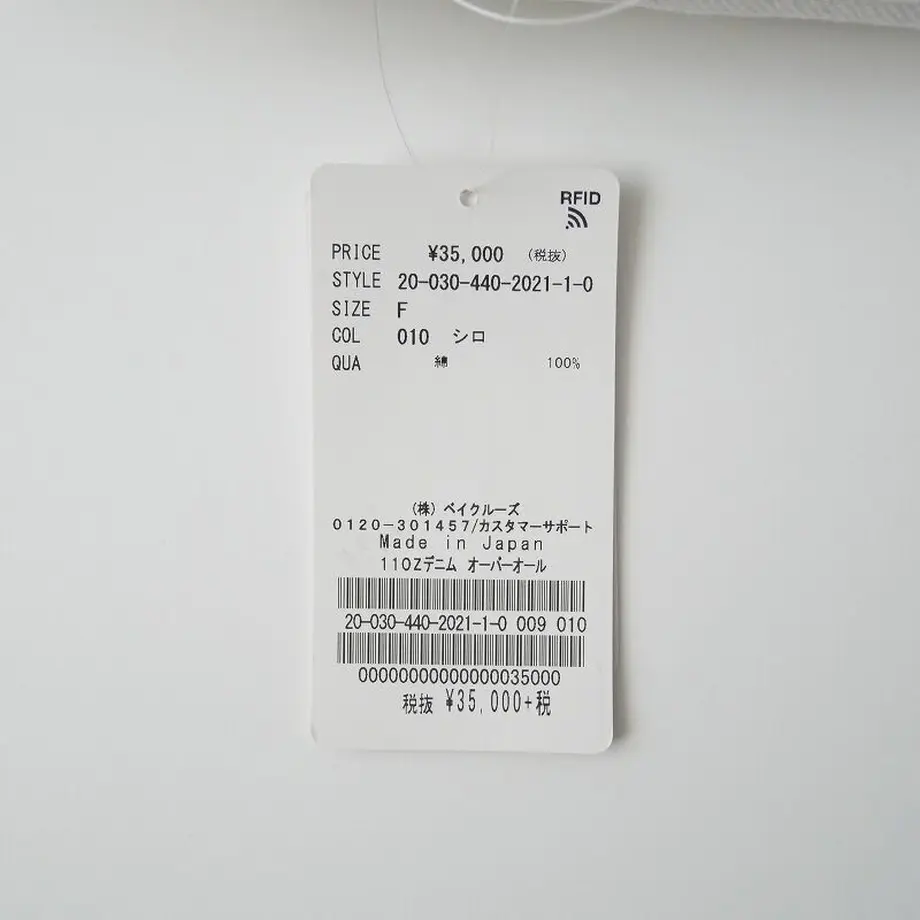 RFID
PRICE ¥35,000 (税抜)
STYLE 20-030-440-2021-1-0
SIZE F
COL 010 シロ
QUA 綿 100%
(株) ベイクルーズ
0120-301457/カスタマーサポート
Made in Japan
11OZデニム オーバーオール
20-030-440-2021-1-0 009 010
00000000000000035000
税抜 ¥35,000+税